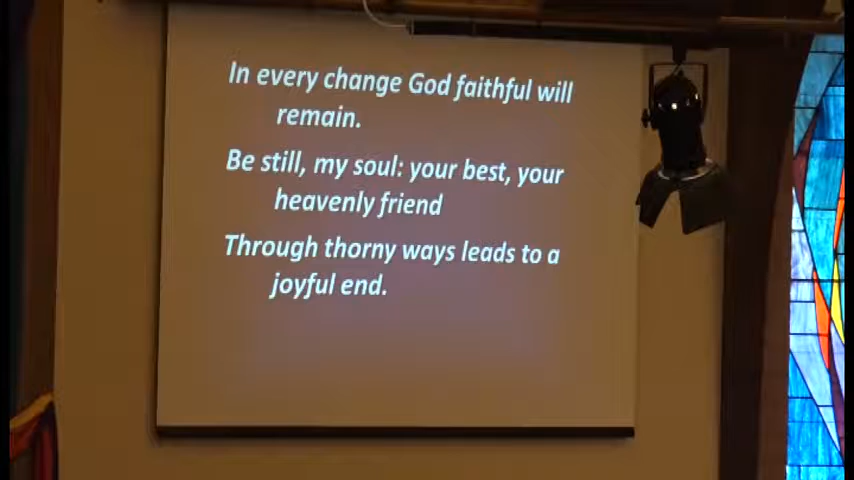 In every change God faithful will
remain.
Be still, my soul: your best, your
heavenly friend
Through thorny ways leads to a
joyful end.